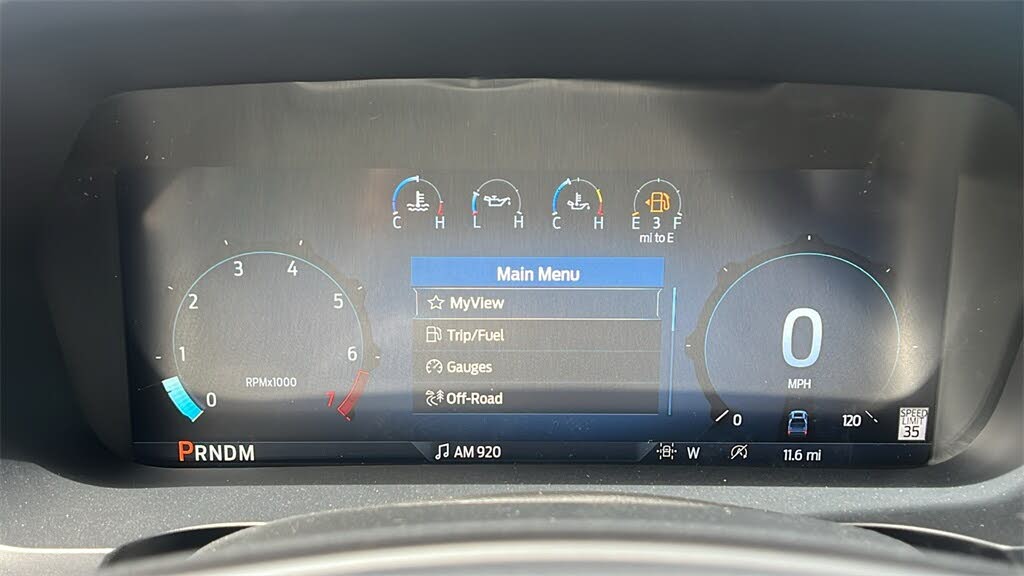 C H
L H
C H
E 3 F
mi to E
Main Menu
MyView
Trip/Fuel
Gauges
Off-Road
0
1
2
3
4
5
6
7
RPMx1000
0
MPH
0
120
SPEED
LIMIT
35
PRNDM
AM 920
W
11.6 mi